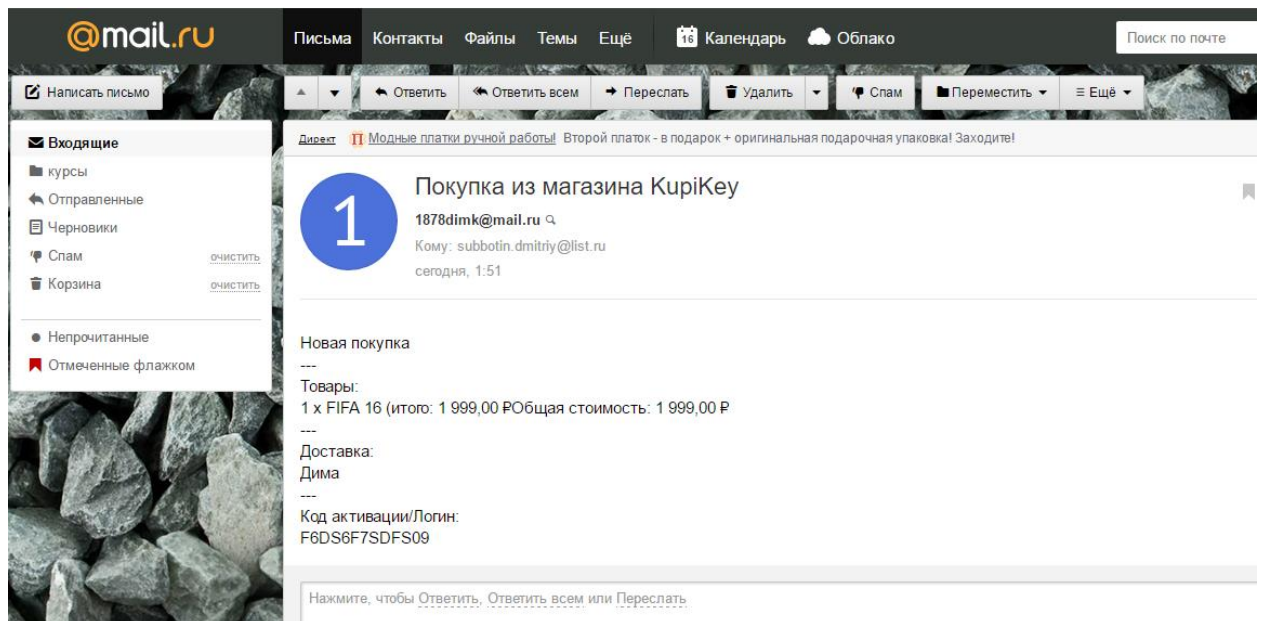 @mail.ru
Письма Контакты Файлы Темы Ещё 16 Календарь Облако Поиск по почте
Написать письмо Ответить Ответить всем Переслать Удалить Спам Переместить Ещё
Директ Модные платки ручной работы! Второй платок - в подарок + оригинальная подарочная упаковка! Заходите!
Входящие
курсы
Отправленные
Черновики
Спам очистить
Корзина очистить
Непрочитанные
Отмеченные флажком
1
Покупка из магазина KupiKey
1878dimk@mail.ru
Кому: subbotin.dmitriy@list.ru
сегодня, 1:51
Новая покупка
---
Товары:
1 x FIFA 16 (итого: 1 999,00 ₽Общая стоимость: 1 999,00 ₽
---
Доставка:
Дима
---
Код активации/Логин:
F6DS6F7SDFS09
Нажмите, чтобы Ответить, Ответить всем или Переслать